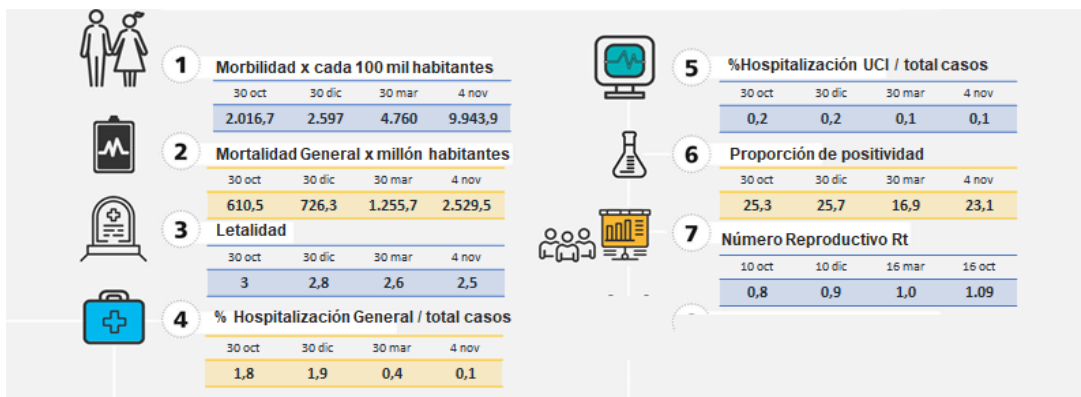 1 Morbilidad x cada 100 mil habitantes
30 oct 30 dic 30 mar 4 nov
2.016,7 2.597 4.760 9.943,9
2 Mortalidad General x millón habitantes
30 oct 30 dic 30 mar 4 nov
610,5 726,3 1.255,7 2.529,5
3 Letalidad
30 oct 30 dic 30 mar 4 nov
3 2,8 2,6 2,5
4 % Hospitalización General / total casos
30 oct 30 dic 30 mar 4 nov
1,8 1,9 0,4 0,1
5 %Hospitalización UCI / total casos
30 oct 30 dic 30 mar 4 nov
0,2 0,2 0,1 0,1
6 Proporción de positividad
30 oct 30 dic 30 mar 4 nov
25,3 25,7 16,9 23,1
7 Número Reproductivo Rt
10 oct 10 dic 16 mar 16 oct
0,8 0,9 1,0 1.09